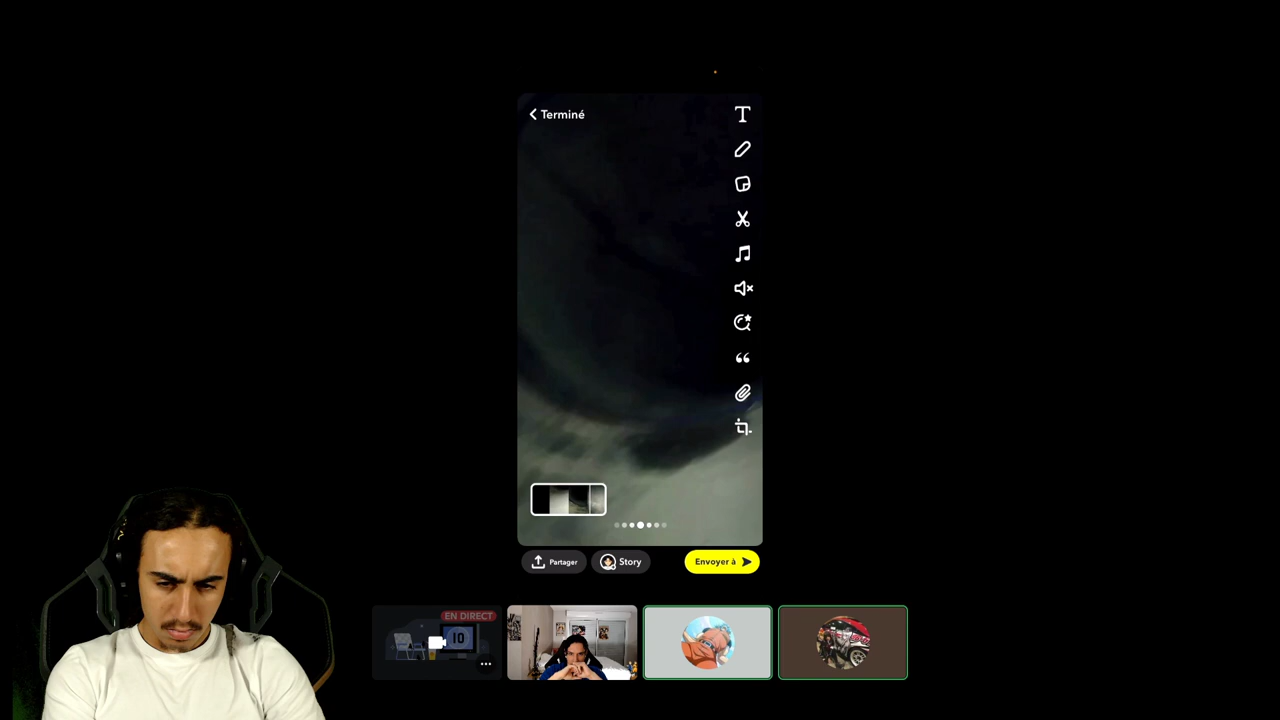 Terminé
T
Partager
Story
Envoyer à
EN DIRECT
10